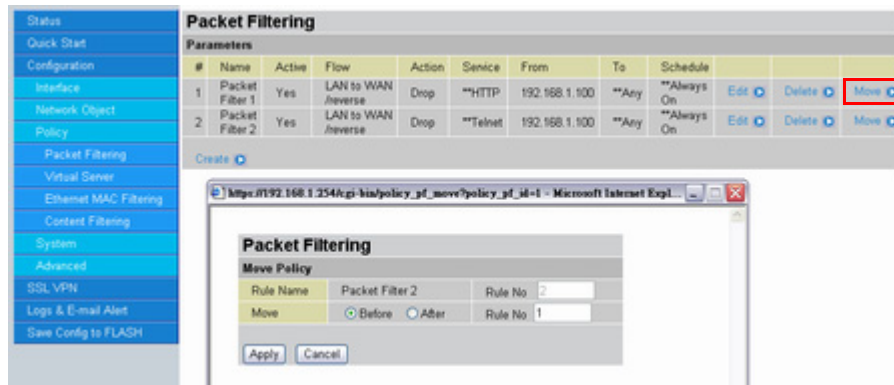 Status
Quick Start
Configuration
Interface
Network Object
Policy
Packet Filtering
Virtual Server
Ethernet MAC Filtering
Content Filtering
System
Advanced
SSL VPN
Logs & E-mail Alert
Save Config to FLASH
Packet Filtering
Parameters
# Name Active Flow Action Service From To Schedule
1 Packet Filter 1 Yes LAN to WAN /reverse Drop **HTTP 192.168.1.100 **Any **Always On Edit Delete Move
2 Packet Filter 2 Yes LAN to WAN /reverse Drop **Telnet 192.168.1.100 **Any **Always On Edit Delete Move
Create
https://192.168.1.254/cgi-bin/policy_pf_move?policy_pf_id=1 - Microsoft Internet Expl...
Packet Filtering
Move Policy
Rule Name Packet Filter 2 Rule No 2
Move Before After Rule No 1
Apply Cancel